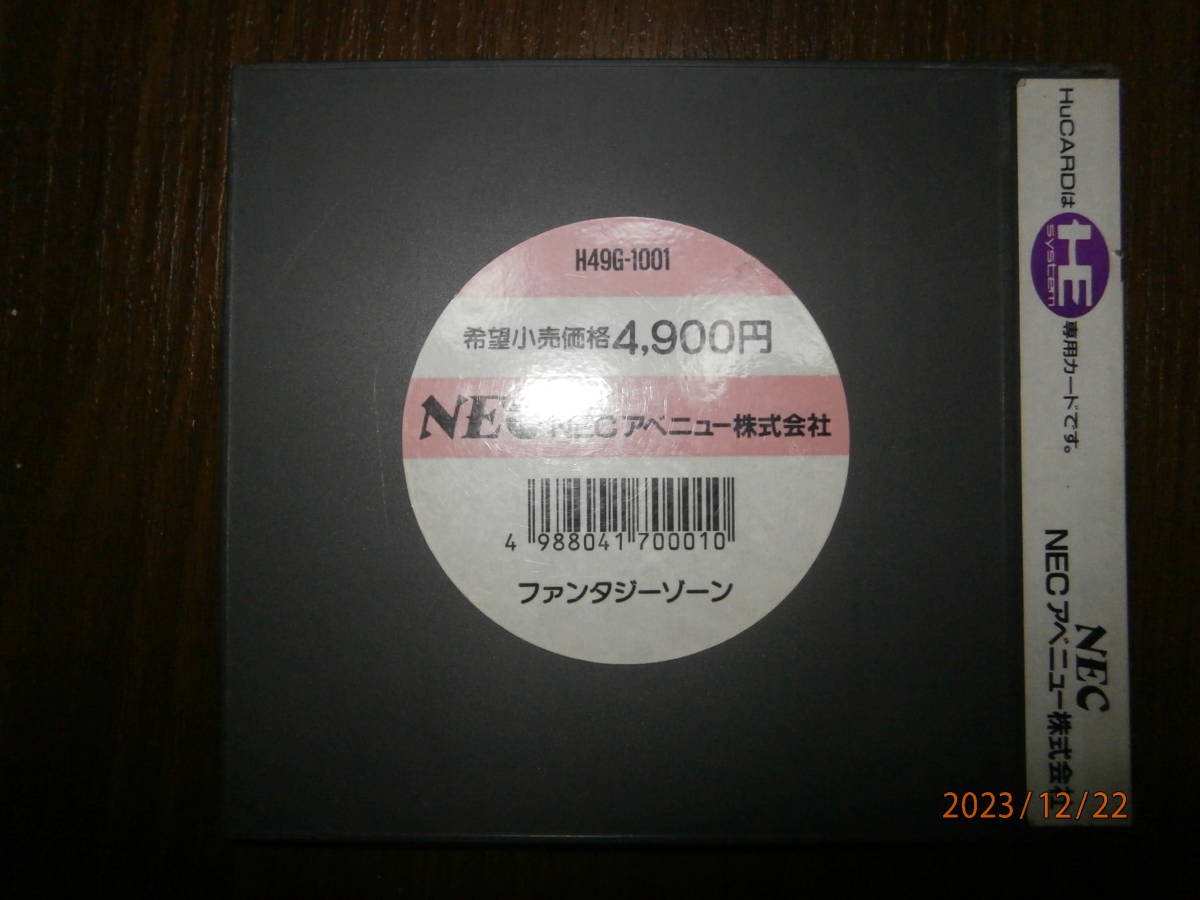 H49G-1001
希望小売価格4,900円
NEC NECアベニュー株式会社
4 988041 700010
ファンタジーゾーン
HuCARDは HE system 専用カードです。
NEC
NECアベニュー株式会社
2023/12/22